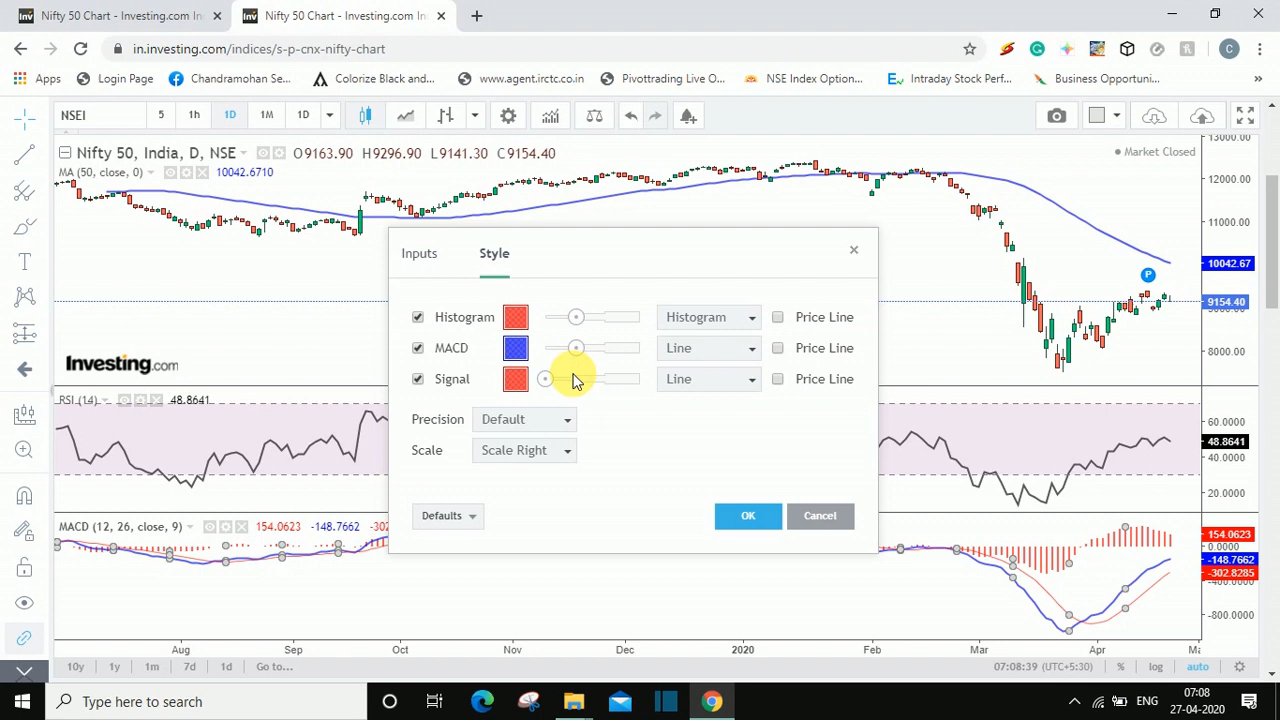 Nifty 50 Chart - Investing.com In
Nifty 50 Chart - Investing.com In
in.investing.com/indices/s-p-cnx-nifty-chart
C
Apps
Login Page
Chandramohan Se...
Colorize Black and...
www.agent.irctc.co.in
Pivottrading Live C...
NSE Index Option...
Intraday Stock Perf...
Business Opportuni...
»
NSEI
5
1h
1D
1M
1D
Nifty 50, India, D, NSE
O9163.90 H9296.90 L9141.30 C9154.40
Market Closed
MA (50, close, 0)
10042.6710
13000.00
12000.00
11000.00
10042.67
9154.40
9000.00
8000.00
P
Investing.com
Inputs
Style
Histogram
Histogram
Price Line
MACD
Line
Price Line
Signal
Line
Price Line
Precision
Default
Scale
Scale Right
Defaults
OK
Cancel
RSI (14)
48.8641
60.0000
48.8641
40.0000
20.0000
MACD (12, 26, close, 9)
154.0623
-148.7662
-302
154.0623
0.0000
-148.7662
-302.8285
-400.0000
-800.0000
Aug
Sep
Oct
Nov
Dec
2020
Feb
Mar
Apr
Ma
10y
1y
1m
7d
1d
Go to...
07:08:39 (UTC+5:30)
%
log
auto
Type here to search
ENG
07:08
27-04-2020